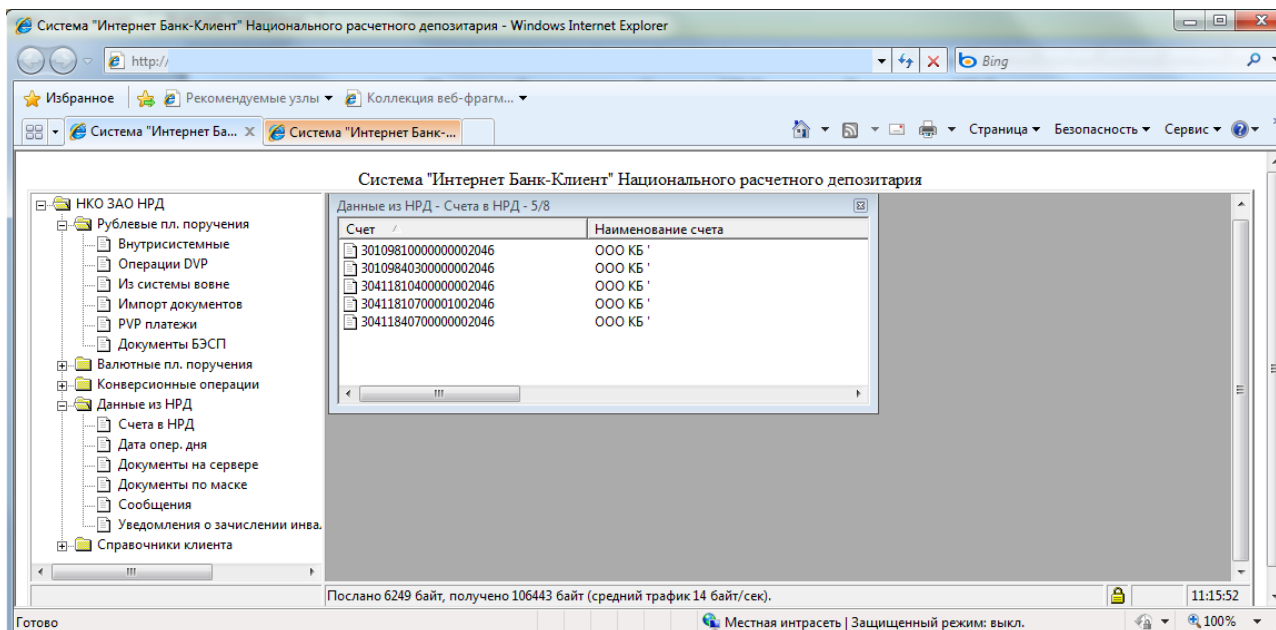 Система "Интернет Банк-Клиент" Национального расчетного депозитария - Windows Internet Explorer
http:// Bing
Избранное Рекомендуемые узлы Коллекция веб-фрагм...
Система "Интернет Ба... Система "Интернет Банк-... Страница Безопасность Сервис
Система "Интернет Банк-Клиент" Национального расчетного депозитария
НКО ЗАО НРД
Рублевые пл. поручения
Внутрисистемные
Операции DVP
Из системы вовне
Импорт документов
PVP платежи
Документы БЭСП
Валютные пл. поручения
Конверсионные операции
Данные из НРД
Счета в НРД
Дата опер. дня
Документы на сервере
Документы по маске
Сообщения
Уведомления о зачислении инва.
Справочники клиента
Данные из НРД - Счета в НРД - 5/8
Счет Наименование счета
30109810000000002046 ООО КБ '
30109840300000002046 ООО КБ '
30411810400000002046 ООО КБ '
30411810700001002046 ООО КБ '
30411840700000002046 ООО КБ '
Послано 6249 байт, получено 106443 байт (средний трафик 14 байт/сек). 11:15:52
Готово Местная интрасеть | Защищенный режим: выкл. 100%